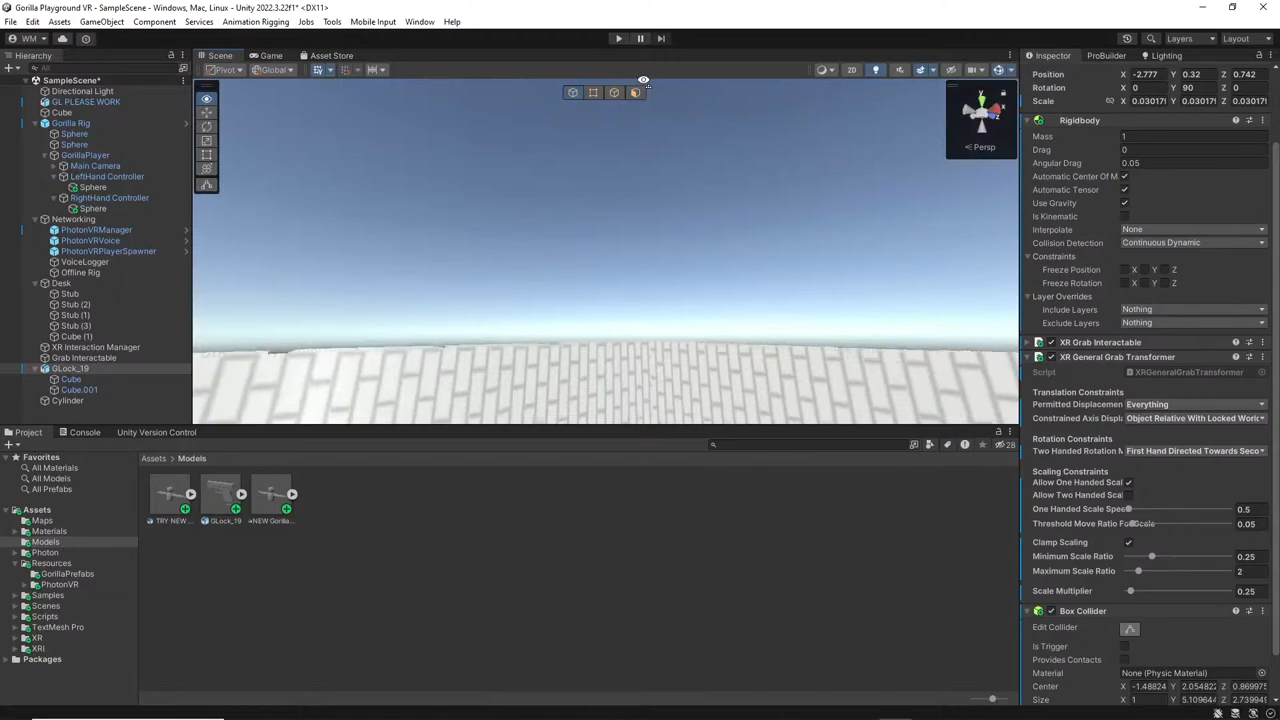 Gorilla Playground VR - SampleScene - Windows, Mac, Linux - Unity 2022.3.22f1* <DX11>
File Edit Assets GameObject Component Services Animation Rigging Jobs Tools Mobile Input Window Help
WM Layers Layout
Hierarchy
All
SampleScene*
Directional Light
GL PLEASE WORK
Cube
Gorilla Rig
Sphere
Sphere
GorillaPlayer
Main Camera
LeftHand Controller
Sphere
RightHand Controller
Sphere
Networking
PhotonVRManager
PhotonVRVoice
PhotonVRPlayerSpawner
VoiceLogger
Offline Rig
Desk
Stub
Stub (2)
Stub (1)
Stub (3)
Cube (1)
XR Interaction Manager
Grab Interactable
GLock_19
Cube
Cube.001
Cylinder
Scene Game Asset Store
Pivot Global 2D
Persp
Inspector ProBuilder Lighting
Position X -2.777 Y 0.32 Z 0.742
Rotation X 0 Y 90 Z 0
Scale X 0.03017 Y 0.03017 Z 0.03017
Rigidbody
Mass 1
Drag 0
Angular Drag 0.05
Automatic Center Of M
Automatic Tensor
Use Gravity
Is Kinematic
Interpolate None
Collision Detection Continuous Dynamic
Constraints
Freeze Position X Y Z
Freeze Rotation X Y Z
Layer Overrides
Include Layers Nothing
Exclude Layers Nothing
XR Grab Interactable
XR General Grab Transformer
Script XRGeneralGrabTransformer
Translation Constraints
Permitted Displacemen Everything
Constrained Axis Displ Object Relative With Locked Worl
Rotation Constraints
Two Handed Rotation M First Hand Directed Towards Seco
Scaling Constraints
Allow One Handed Scal
Allow Two Handed Scal
One Handed Scale Spee 0.5
Threshold Move Ratio For Scale 0.05
Clamp Scaling
Minimum Scale Ratio 0.25
Maximum Scale Ratio 2
Scale Multiplier 0.25
Box Collider
Edit Collider
Is Trigger
Provides Contacts
Material None (Physic Material)
Center X -1.48824 Y 2.054822 Z 0.869975
Size X 1 Y 5.109644 Z 2.739949
Project Console Unity Version Control
28
Favorites
All Materials
All Models
All Prefabs
Assets
Maps
Materials
Models
Photon
Resources
GorillaPrefabs
PhotonVR
Samples
Scenes
Scripts
TextMesh Pro
XR
XRI
Packages
Assets > Models
TRY NEW ... GLock_19 NEW Gorilla...